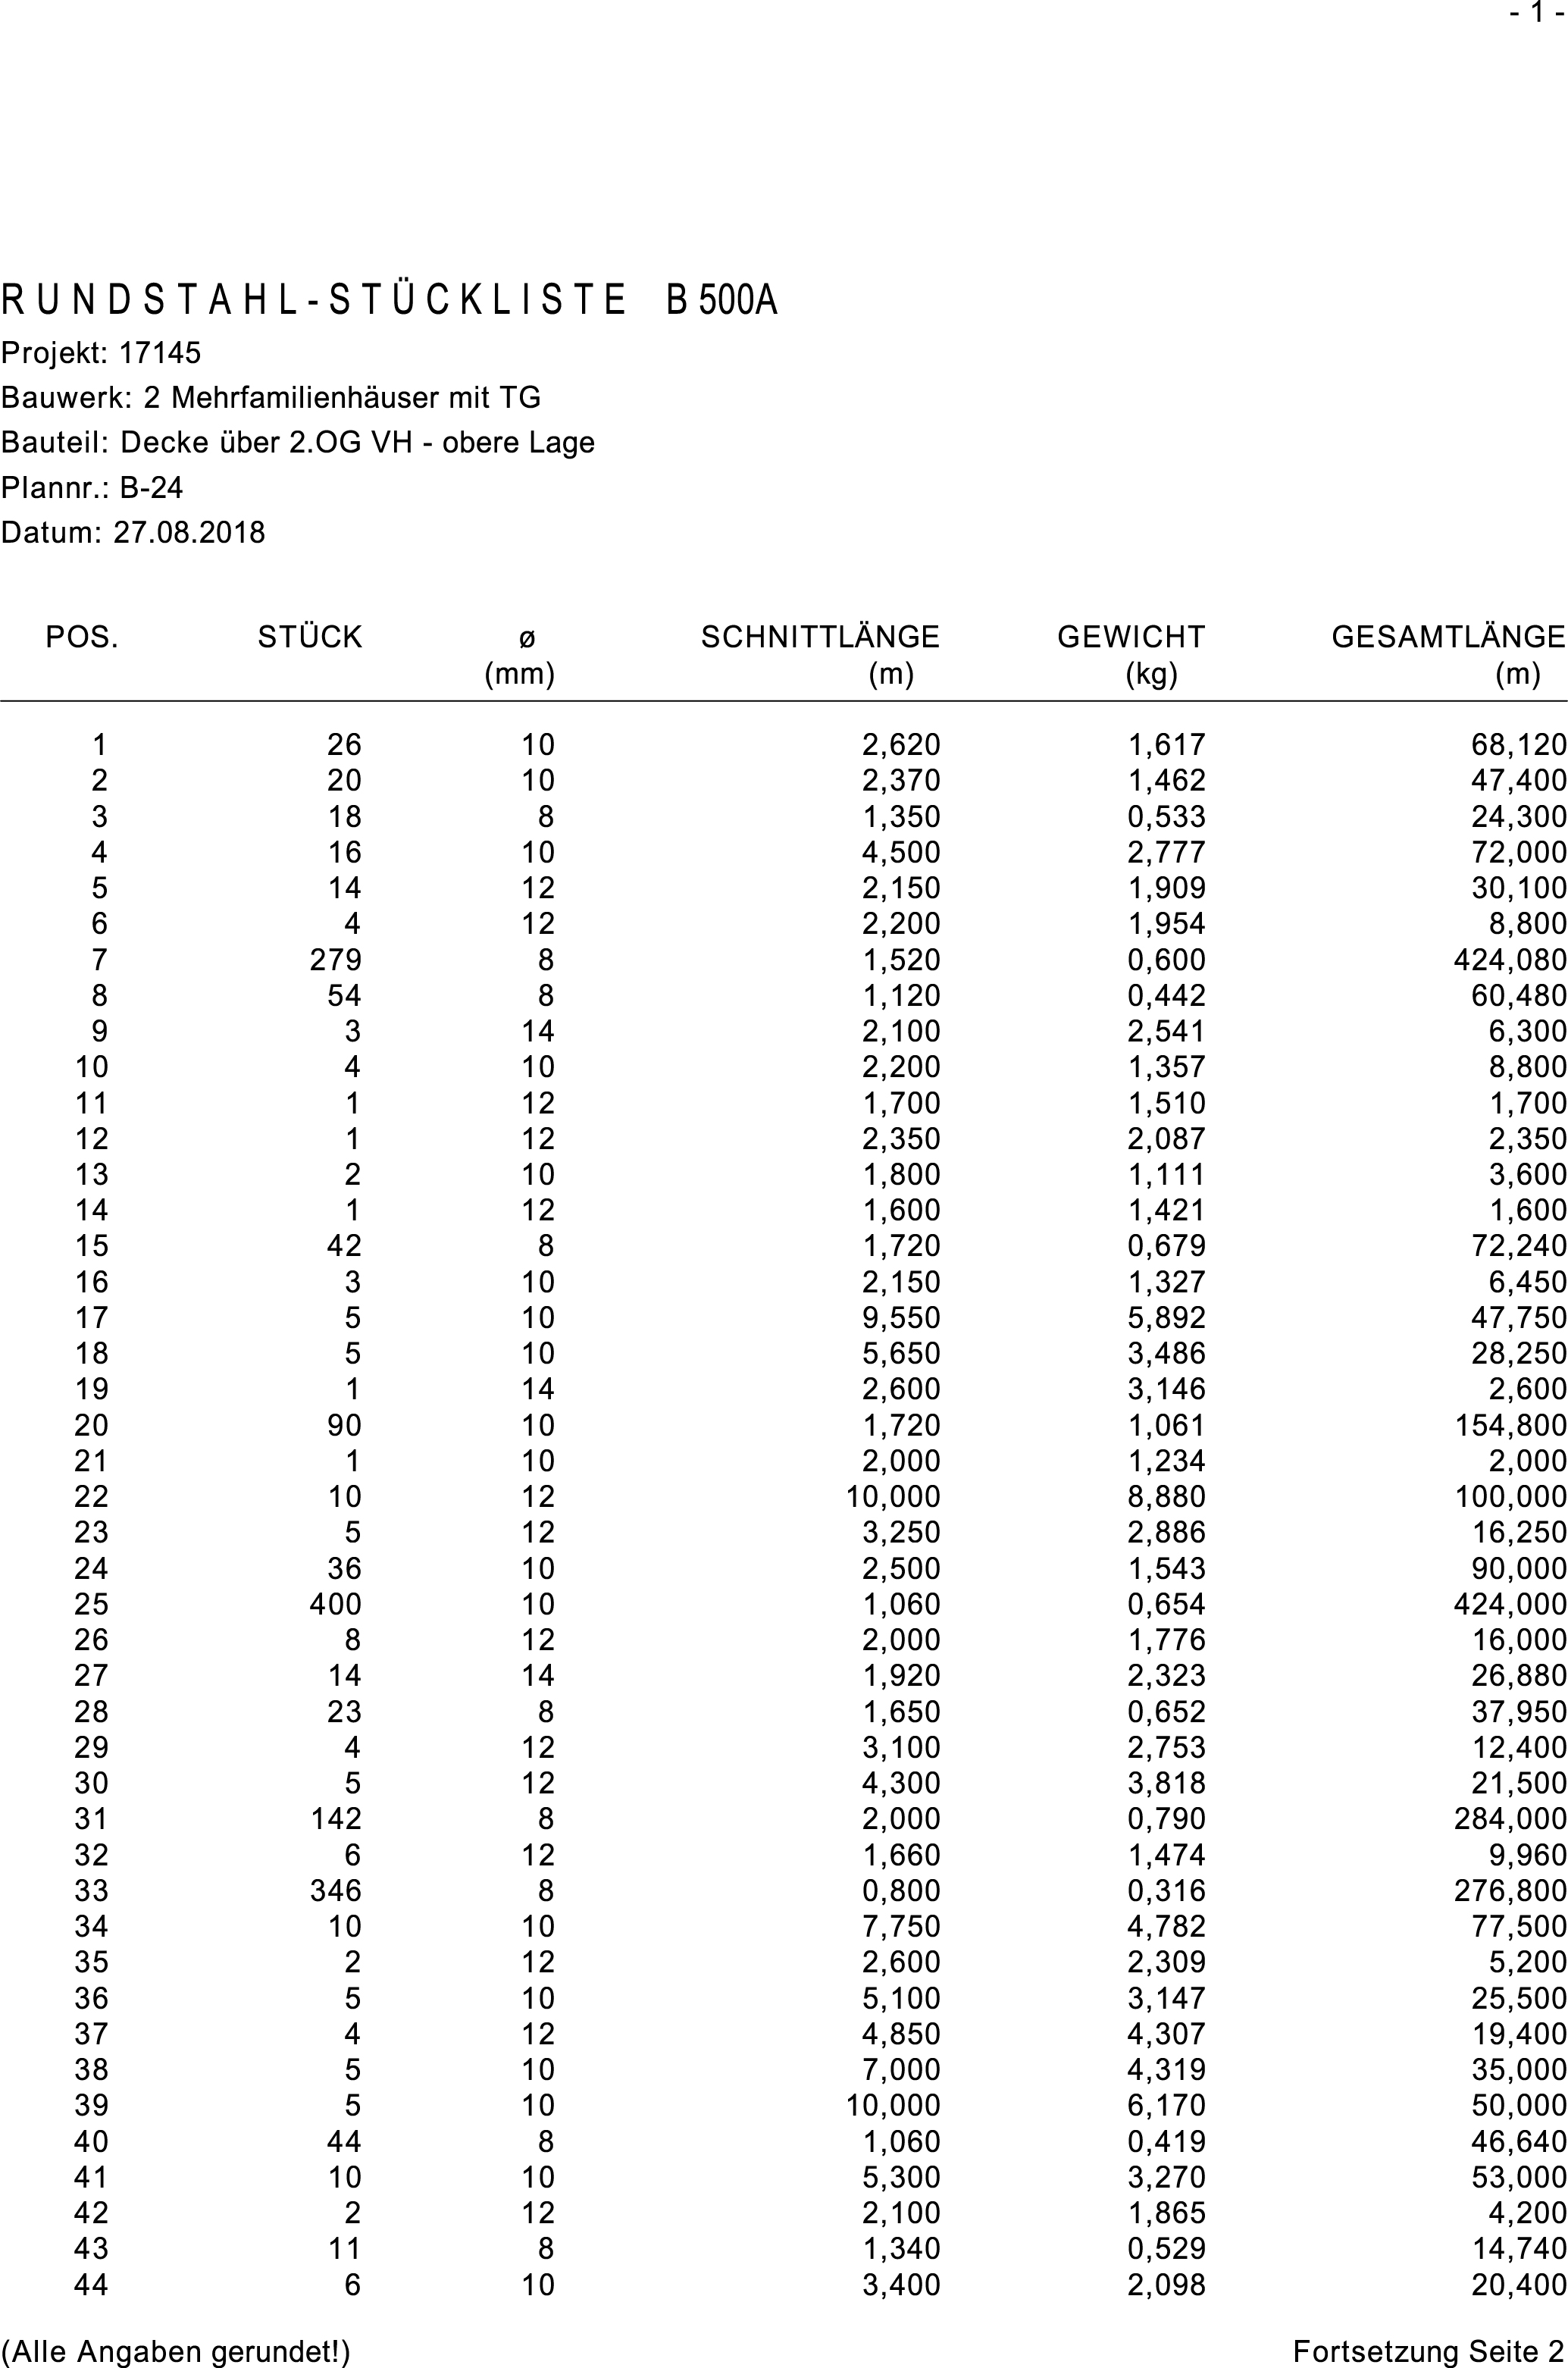 - 1 -
RUNDSTAHL-STÜCKLISTE B 500A
Projekt: 17145
Bauwerk: 2 Mehrfamilienhäuser mit TG
Bauteil: Decke über 2.OG VH - obere Lage
Plannr.: B-24
Datum: 27.08.2018
POS. STÜCK ø SCHNITTLÄNGE GEWICHT GESAMTLÄNGE
(mm) (m) (kg) (m)
1 26 10 2,620 1,617 68,120
2 20 10 2,370 1,462 47,400
3 18 8 1,350 0,533 24,300
4 16 10 4,500 2,777 72,000
5 14 12 2,150 1,909 30,100
6 4 12 2,200 1,954 8,800
7 279 8 1,520 0,600 424,080
8 54 8 1,120 0,442 60,480
9 3 14 2,100 2,541 6,300
10 4 10 2,200 1,357 8,800
11 1 12 1,700 1,510 1,700
12 1 12 2,350 2,087 2,350
13 2 10 1,800 1,111 3,600
14 1 12 1,600 1,421 1,600
15 42 8 1,720 0,679 72,240
16 3 10 2,150 1,327 6,450
17 5 10 9,550 5,892 47,750
18 5 10 5,650 3,486 28,250
19 1 14 2,600 3,146 2,600
20 90 10 1,720 1,061 154,800
21 1 10 2,000 1,234 2,000
22 10 12 10,000 8,880 100,000
23 5 12 3,250 2,886 16,250
24 36 10 2,500 1,543 90,000
25 400 10 1,060 0,654 424,000
26 8 12 2,000 1,776 16,000
27 14 14 1,920 2,323 26,880
28 23 8 1,650 0,652 37,950
29 4 12 3,100 2,753 12,400
30 5 12 4,300 3,818 21,500
31 142 8 2,000 0,790 284,000
32 6 12 1,660 1,474 9,960
33 346 8 0,800 0,316 276,800
34 10 10 7,750 4,782 77,500
35 2 12 2,600 2,309 5,200
36 5 10 5,100 3,147 25,500
37 4 12 4,850 4,307 19,400
38 5 10 7,000 4,319 35,000
39 5 10 10,000 6,170 50,000
40 44 8 1,060 0,419 46,640
41 10 10 5,300 3,270 53,000
42 2 12 2,100 1,865 4,200
43 11 8 1,340 0,529 14,740
44 6 10 3,400 2,098 20,400
(Alle Angaben gerundet!) Fortsetzung Seite 2